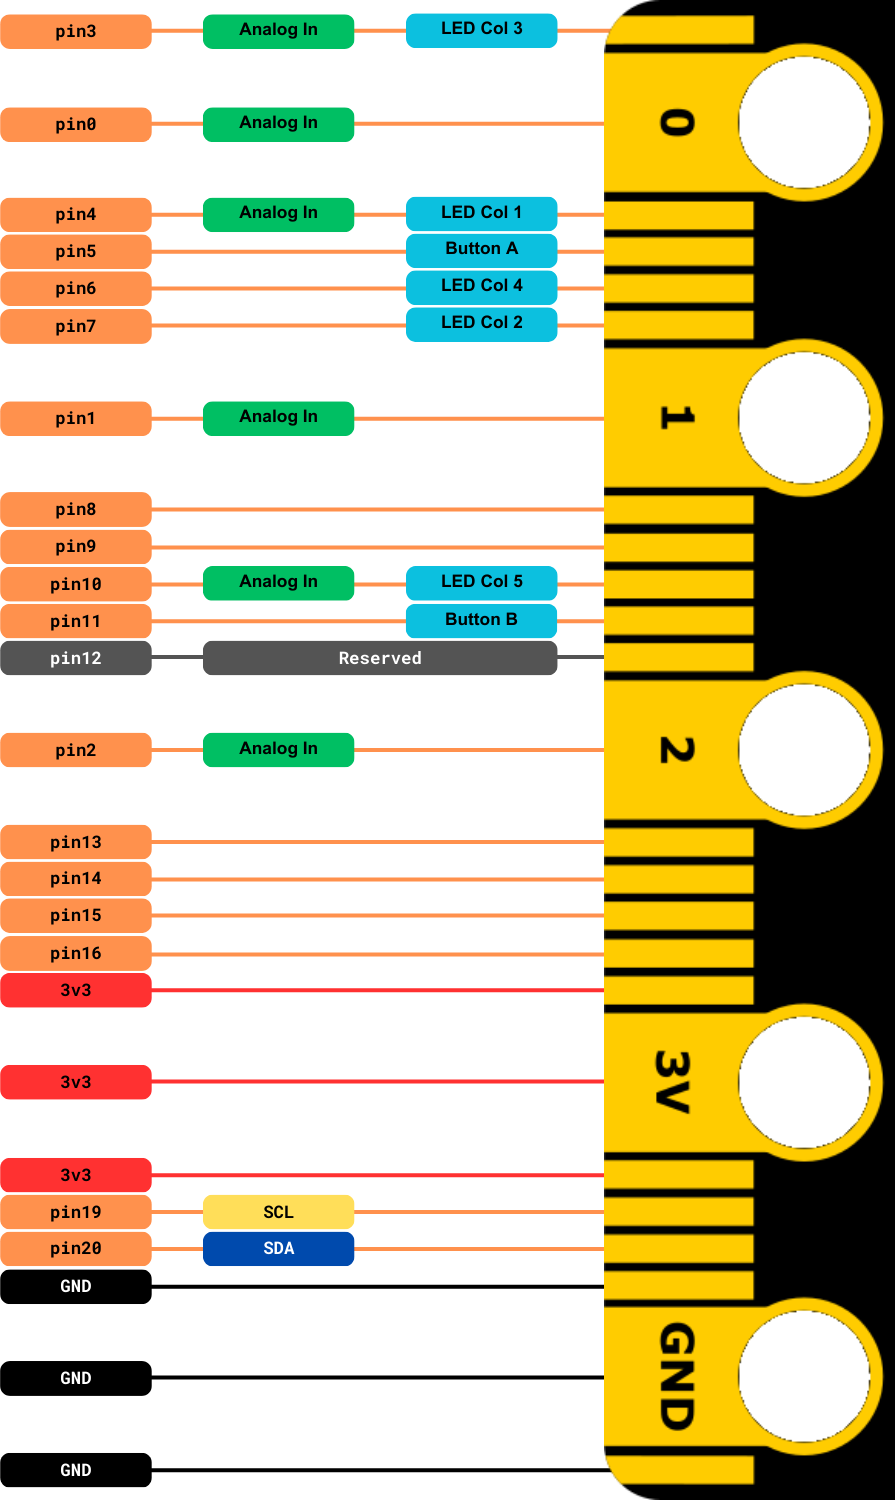 pin3 Analog In LED Col 3
pin0 Analog In 0
pin4 Analog In LED Col 1
pin5 Button A
pin6 LED Col 4
pin7 LED Col 2
pin1 Analog In 1
pin8
pin9
pin10 Analog In LED Col 5
pin11 Button B
pin12 Reserved
pin2 Analog In 2
pin13
pin14
pin15
pin16
3v3
3v3 3V
3v3
pin19 SCL
pin20 SDA
GND
GND GND
GND